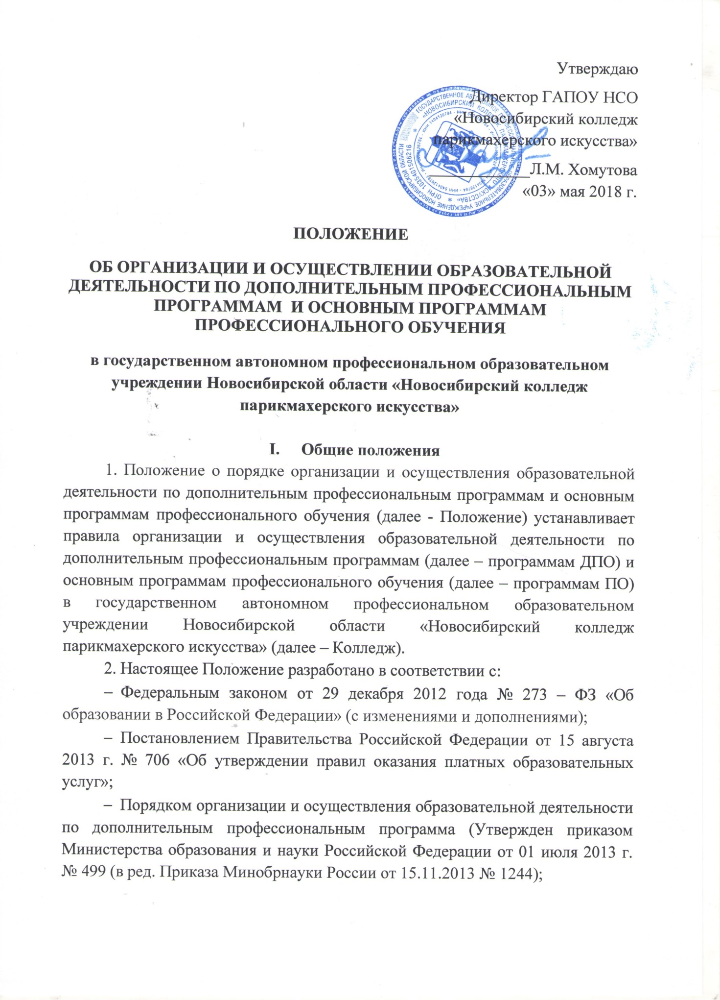 Утверждаю
Директор ГАПОУ НСО
«Новосибирский колледж
парикмахерского искусства»
____________Л.М. Хомутова
«03» мая 2018 г.
ГОСУДАРСТВЕННОЕ АВТОНОМНОЕ ПРОФЕССИОНАЛЬНОЕ ОБРАЗОВАТЕЛЬНОЕ УЧРЕЖДЕНИЕ НОВОСИБИРСКОЙ ОБЛАСТИ
«НОВОСИБИРСКИЙ КОЛЛЕДЖ ПАРИКМАХЕРСКОГО ИСКУССТВА» * ОГРН 1035401506216 *
ИНН 5404126784
ПОЛОЖЕНИЕ
ОБ ОРГАНИЗАЦИИ И ОСУЩЕСТВЛЕНИИ ОБРАЗОВАТЕЛЬНОЙ
ДЕЯТЕЛЬНОСТИ ПО ДОПОЛНИТЕЛЬНЫМ ПРОФЕССИОНАЛЬНЫМ
ПРОГРАММАМ И ОСНОВНЫМ ПРОГРАММАМ
ПРОФЕССИОНАЛЬНОГО ОБУЧЕНИЯ
в государственном автономном профессиональном образовательном
учреждении Новосибирской области «Новосибирский колледж
парикмахерского искусства»
I. Общие положения
1. Положение о порядке организации и осуществления образовательной
деятельности по дополнительным профессиональным программам и основным
программам профессионального обучения (далее - Положение) устанавливает
правила организации и осуществления образовательной деятельности по
дополнительным профессиональным программам (далее – программам ДПО) и
основным программам профессионального обучения (далее – программам ПО)
в государственном автономном профессиональном образовательном
учреждении Новосибирской области «Новосибирский колледж
парикмахерского искусства» (далее – Колледж).
2. Настоящее Положение разработано в соответствии с:
– Федеральным законом от 29 декабря 2012 года № 273 – ФЗ «Об
образовании в Российской Федерации» (с изменениями и дополнениями);
– Постановлением Правительства Российской Федерации от 15 августа
2013 г. № 706 «Об утверждении правил оказания платных образовательных
услуг»;
– Порядком организации и осуществления образовательной деятельности
по дополнительным профессиональным программа (Утвержден приказом
Министерства образования и науки Российской Федерации от 01 июля 2013 г.
№ 499 (в ред. Приказа Минобрнауки России от 15.11.2013 № 1244);